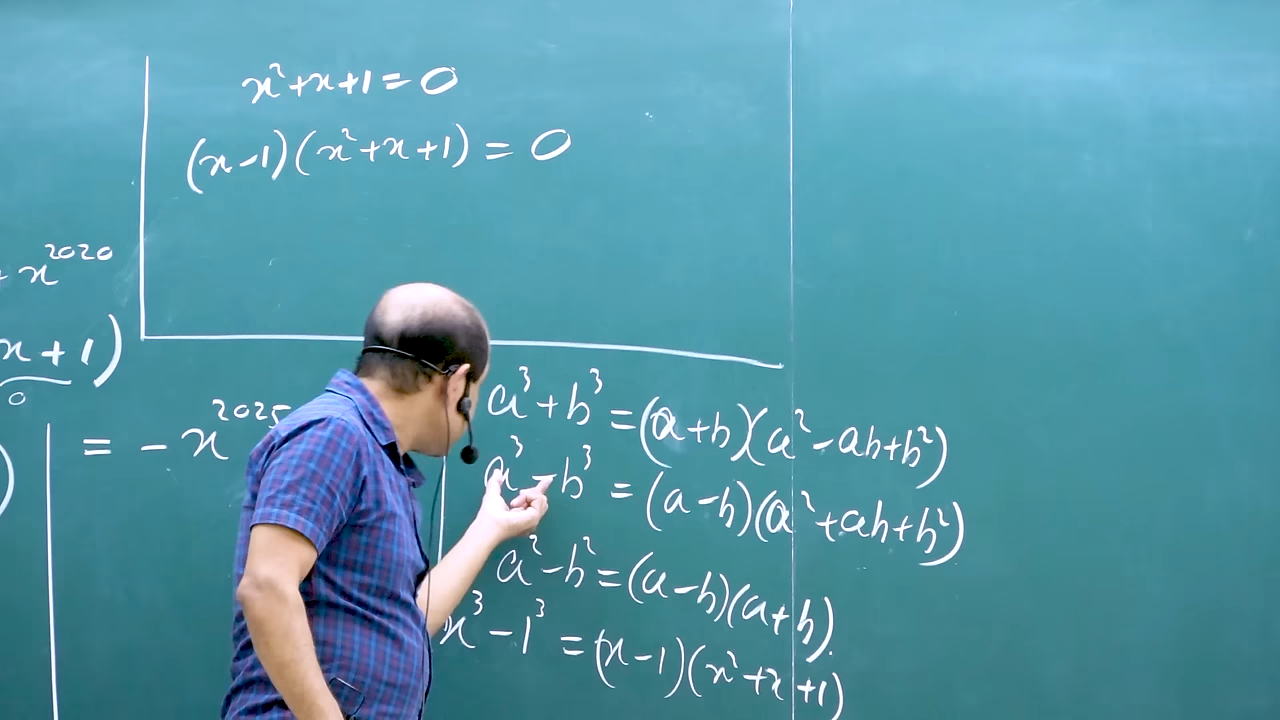 x²+x+1=0
(x-1)(x²+x+1)=0
+ x²⁰²⁰
x+1)
0
)
= -x²⁰²⁵
a³+b³=(a+b)(a²-ab+b²)
a³-b³=(a-b)(a²+ab+b²)
a²-b²=(a-b)(a+b)
x³-1³=(x-1)(x²+x+1)